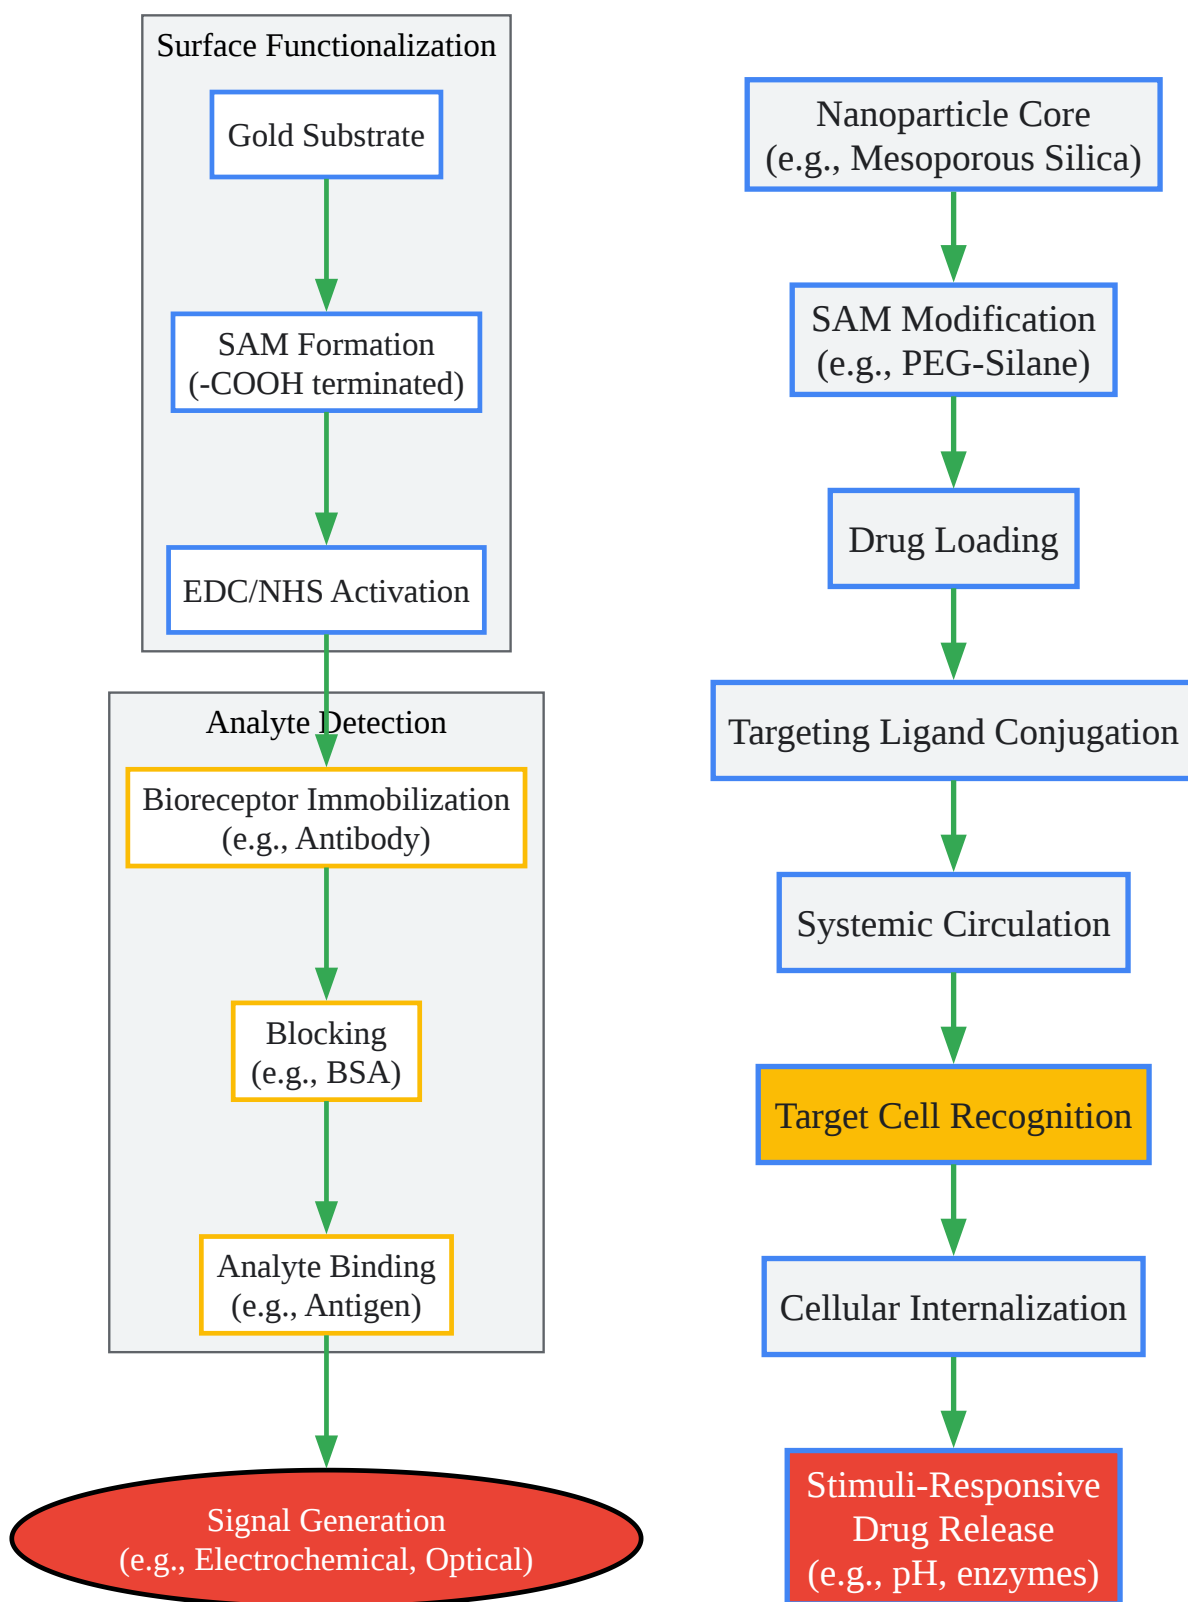 Surface Functionalization
Gold Substrate
SAM Formation
(-COOH terminated)
EDC/NHS Activation
Analyte Detection
Bioreceptor Immobilization
(e.g., Antibody)
Blocking
(e.g., BSA)
Analyte Binding
(e.g., Antigen)
Signal Generation
(e.g., Electrochemical, Optical)
Nanoparticle Core
(e.g., Mesoporous Silica)
SAM Modification
(e.g., PEG-Silane)
Drug Loading
Targeting Ligand Conjugation
Systemic Circulation
Target Cell Recognition
Cellular Internalization
Stimuli-Responsive
Drug Release
(e.g., pH, enzymes)